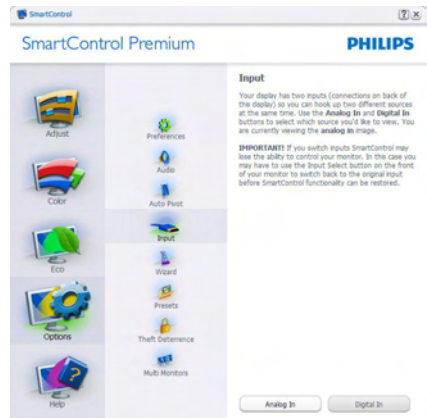 SmartControl
SmartControl Premium
PHILIPS
Adjust
Color
Eco
Options
Help
Preferences
Audio
Auto Pivot
Input
Wizard
Presets
Theft Deterrence
Multi Monitors
Input
Your display has two inputs (connections on back of
this display) so you can hook up two different sources
at the same time. Use the Analog In and Digital In
buttons to select which source you'd like to view. You
are currently viewing the analog in image.
IMPORTANT! If you switch inputs SmartControl may
lose the ability to control your monitor. In this case you
may have to use the Input Select button on the front
of your monitor to switch back to the original input
before SmartControl functionality can be restored.
Analog In
Digital In